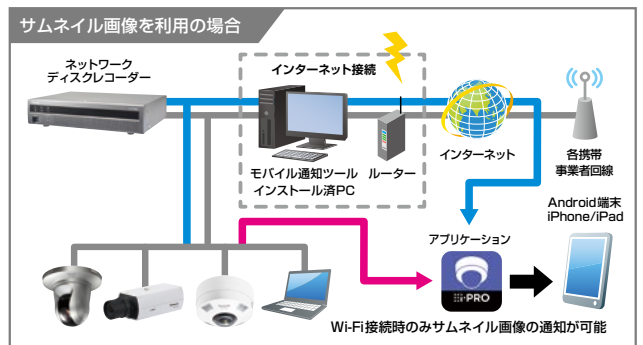 サムネイル画像を利用の場合
ネットワーク
ディスクレコーダー
インターネット接続
モバイル通知ツール
インストール済PC
ルーター
インターネット
各携帯
事業者回線
Android端末
iPhone/iPad
アプリケーション
i-PRO
Wi-Fi接続時のみサムネイル画像の通知が可能